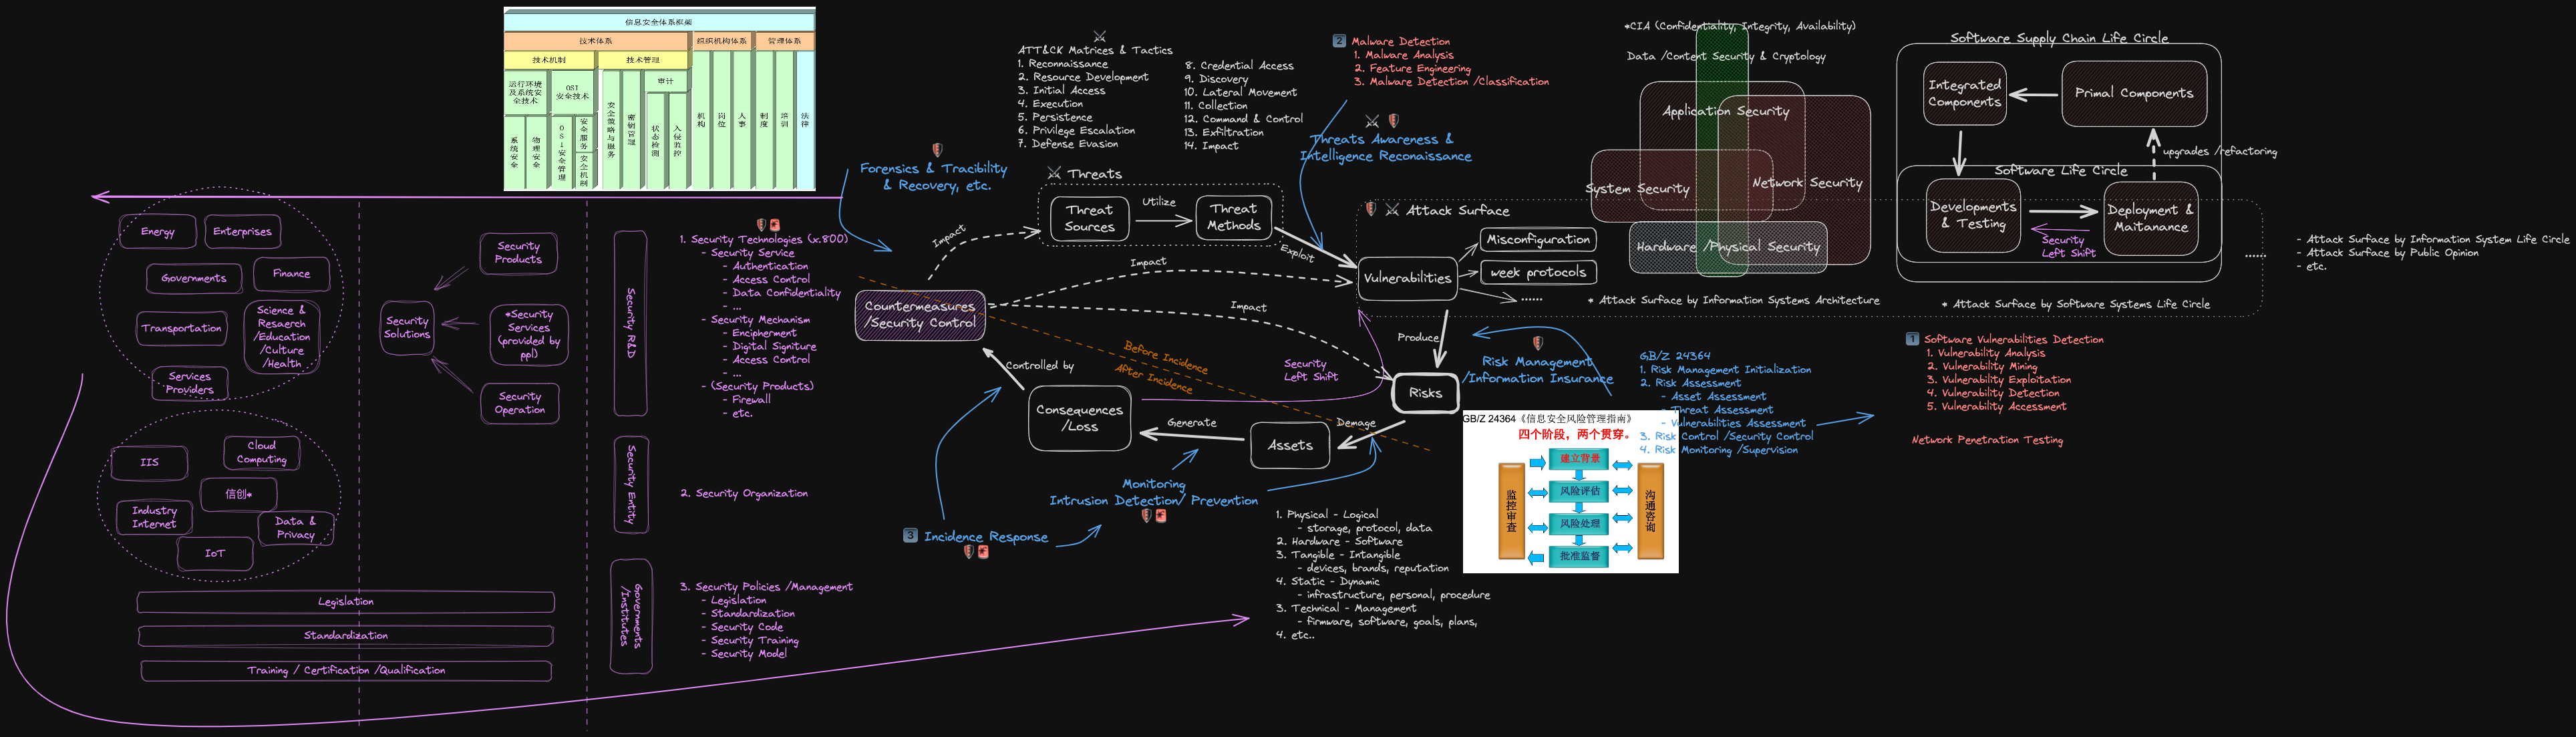 信息安全体系框架
技术体系
组织机构体系
管理体系
技术机制
技术管理
运行环境
及系统安
全技术
OSI
安全技术
审计
系统安全
物理安全
OSI安全管理
安全服务
安全机制
安全策略与服务
密钥管理
状态检测
入侵监控
机构
岗位
人事
制度
培训
法律
Energy
Enterprises
Governments
Finance
Transportation
Science &
Resaerch
/Education
/Culture
/Health
Services
Providers
IIS
Cloud
Computing
信创*
Industry
Internet
Data &
Privacy
IoT
Legislation
Standardization
Training / Certification /Qualification
Security
Products
Security
Solutions
*Security
Services
(provided by
ppl)
Security
Operation
Security R&D
Security Entity
Governments
/Institutes
1. Security Technologies (x.800)
- Security Service
- Authentication
- Access Control
- Data Confidentiality
- ...
- Security Mechanism
- Encipherment
- Digital Signiture
- Access Control
- ...
- (Security Products)
- Firewall
- etc.
2. Security Organization
3. Security Policies /Management
- Legislation
- Standardization
- Security Code
- Security Training
- Security Model
Forensics & Tracibility
& Recovery, etc.
ATT&CK Matrices & Tactics
1. Reconnaissance
2. Resource Development
3. Initial Access
4. Execution
5. Persistence
6. Privilege Escalation
7. Defense Evasion
8. Credential Access
9. Discovery
10. Lateral Movement
11. Collection
12. Command & Control
13. Exfiltration
14. Impact
2 Malware Detection
1. Malware Analysis
2. Feature Engineering
3. Malware Detection /Classification
Threats Awareness &
Intelligence Reconaissance
Threats
Threat
Sources
Utilize
Threat
Methods
Impact
Impact
Impact
Exploit
Countermeasures
/Security Control
Attack Surface
Vulnerabilities
Misconfiguration
week protocols
......
* Attack Surface by Information Systems Architecture
Produce
Before Incidence
After Incidence
Controlled by
Security
Left Shift
Risks
Consequences
/Loss
Generate
Assets
Demage
Risk Management
/Information Insurance
Monitoring
Intrusion Detection/ Prevention
3 Incidence Response
1. Physical - Logical
- storage, protocol, data
2. Hardware - Software
3. Tangible - Intangible
- devices, brands, reputation
4. Static - Dynamic
- infrastructure, personal, procedure
3. Technical - Management
- firmware, software, goals, plans,
4. etc..
GB/Z 24364
1. Risk Management Initialization
2. Risk Assessment
- Asset Assessment
- Threat Assessment
- Vulnerabilities Assessment
3. Risk Control /Security Control
4. Risk Monitoring /Supervision
GB/Z 24364《信息安全风险管理指南》
四个阶段，两个贯穿。
监控审查
建立背景
风险评估
风险处理
批准监督
沟通咨询
*CIA (Confidentiality, Integrity, Availability)
Data /Content Security & Cryptology
Application Security
System Security
Network Security
Hardware /Physical Security
Software Supply Chain Life Circle
Integrated
Components
Primal Components
upgrades /refactoring
Software Life Circle
Developments
& Testing
Deployment &
Maitanance
Security
Left Shift
* Attack Surface by Software Systems Life Circle
......
- Attack Surface by Information System Life Circle
- Attack Surface by Public Opinion
- etc.
1 Software Vulnerabilities Detection
1. Vulnerability Analysis
2. Vulnerability Mining
3. Vulnerability Exploitation
4. Vulnerability Detection
5. Vulnerability Accessment
Network Penetration Testing